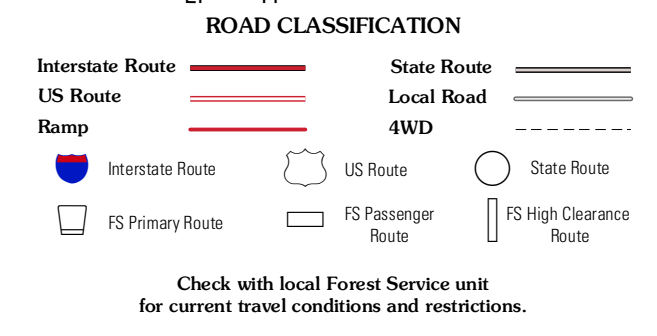 ROAD CLASSIFICATION
Interstate Route
State Route
US Route
Local Road
Ramp
4WD
Interstate Route
US Route
State Route
FS Primary Route
FS Passenger
Route
FS High Clearance
Route
Check with local Forest Service unit
for current travel conditions and restrictions.